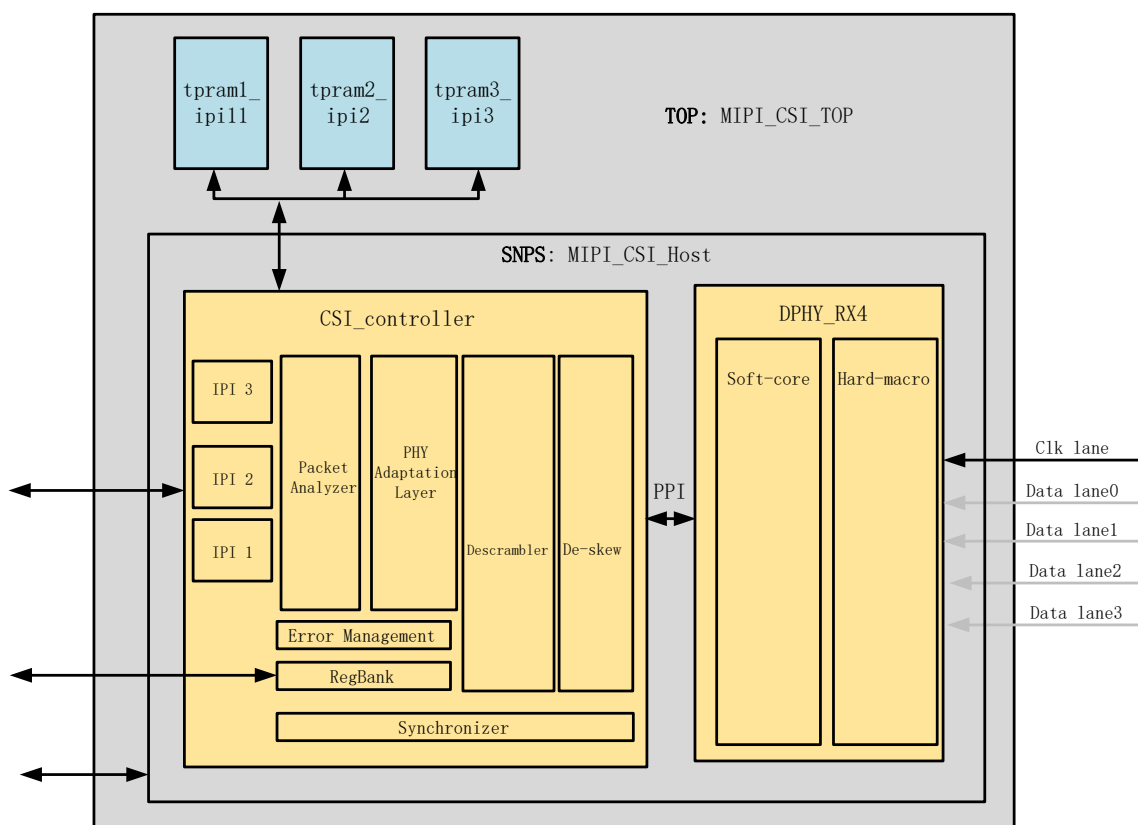 tpram1_
ipi11
tpram2_
ipi2
tpram3_
ipi3
TOP: MIPI_CSI_TOP
SNPS: MIPI_CSI_Host
CSI_controller
DPHY_RX4
IPI 3
IPI 2
IPI 1
Packet
Analyzer
PHY
Adaptation
Layer
Descrambler
De-skew
Error Management
RegBank
Synchronizer
PPI
Soft-core
Hard-macro
Clk lane
Data lane0
Data lane1
Data lane2
Data lane3